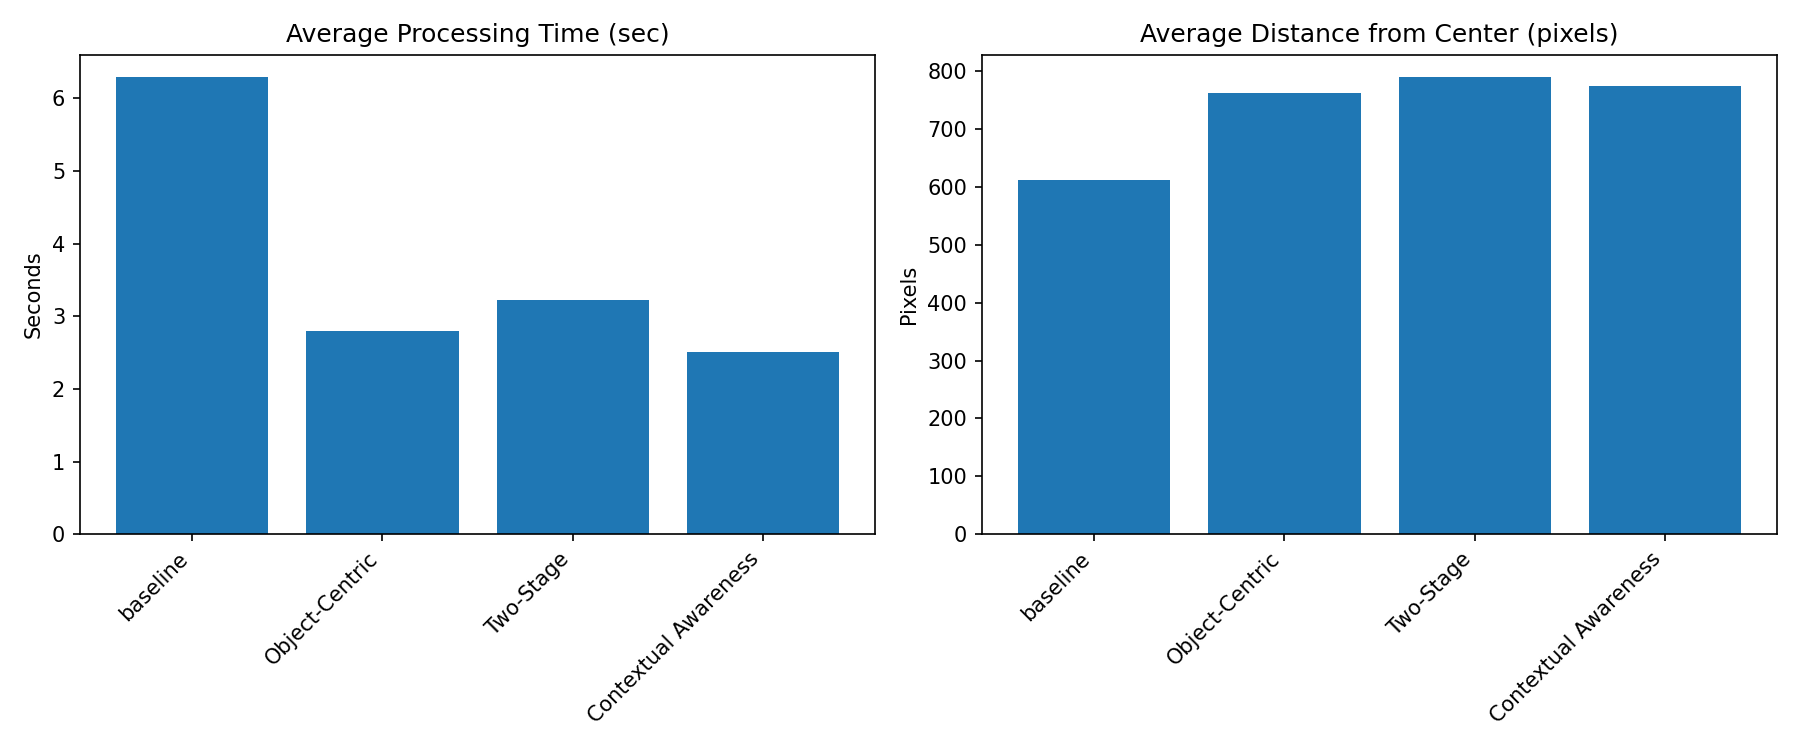 Average Processing Time (sec)
Seconds
6
5
4
3
2
1
0
baseline
Object-Centric
Two-Stage
Contextual Awareness
Average Distance from Center (pixels)
Pixels
800
700
600
500
400
300
200
100
0
baseline
Object-Centric
Two-Stage
Contextual Awareness